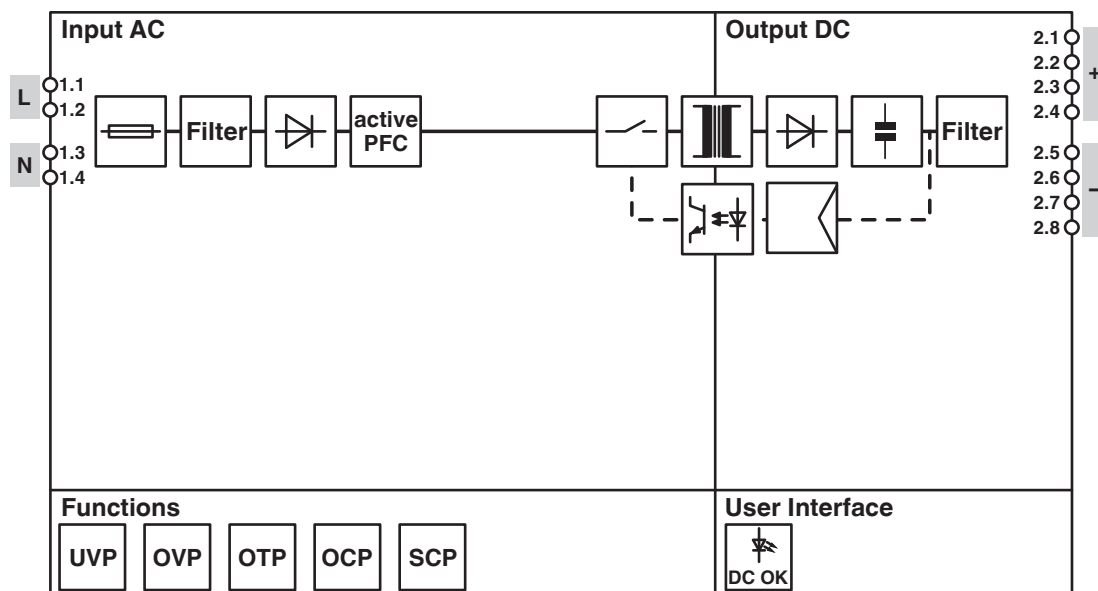 Input AC
Output DC
L
1.1
1.2
N
1.3
1.4
Filter
active
PFC
Filter
2.1
2.2
2.3
2.4
+
2.5
2.6
2.7
2.8
–
Functions
UVP
OVP
OTP
OCP
SCP
User Interface
DC OK